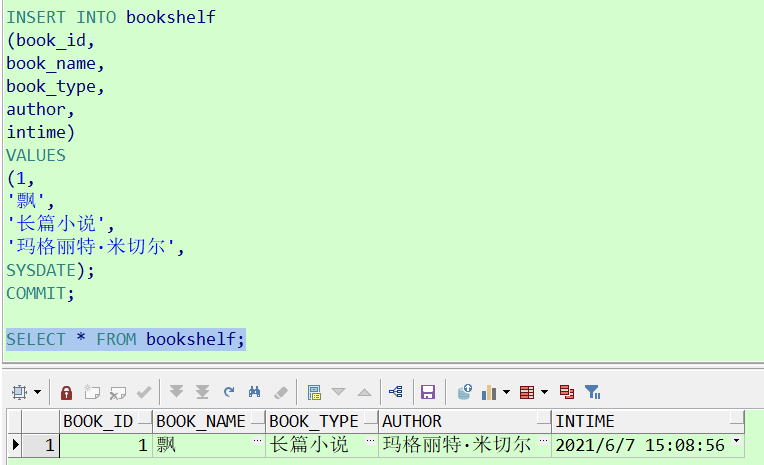 INSERT INTO bookshelf
(book_id,
book_name,
book_type,
author,
intime)
VALUES
(1,
'飘',
'长篇小说',
'玛格丽特·米切尔',
SYSDATE);
COMMIT;
SELECT * FROM bookshelf;
BOOK_ID BOOK_NAME BOOK_TYPE AUTHOR INTIME
1 1 飘 长篇小说 玛格丽特·米切尔 2021/6/7 15:08:56